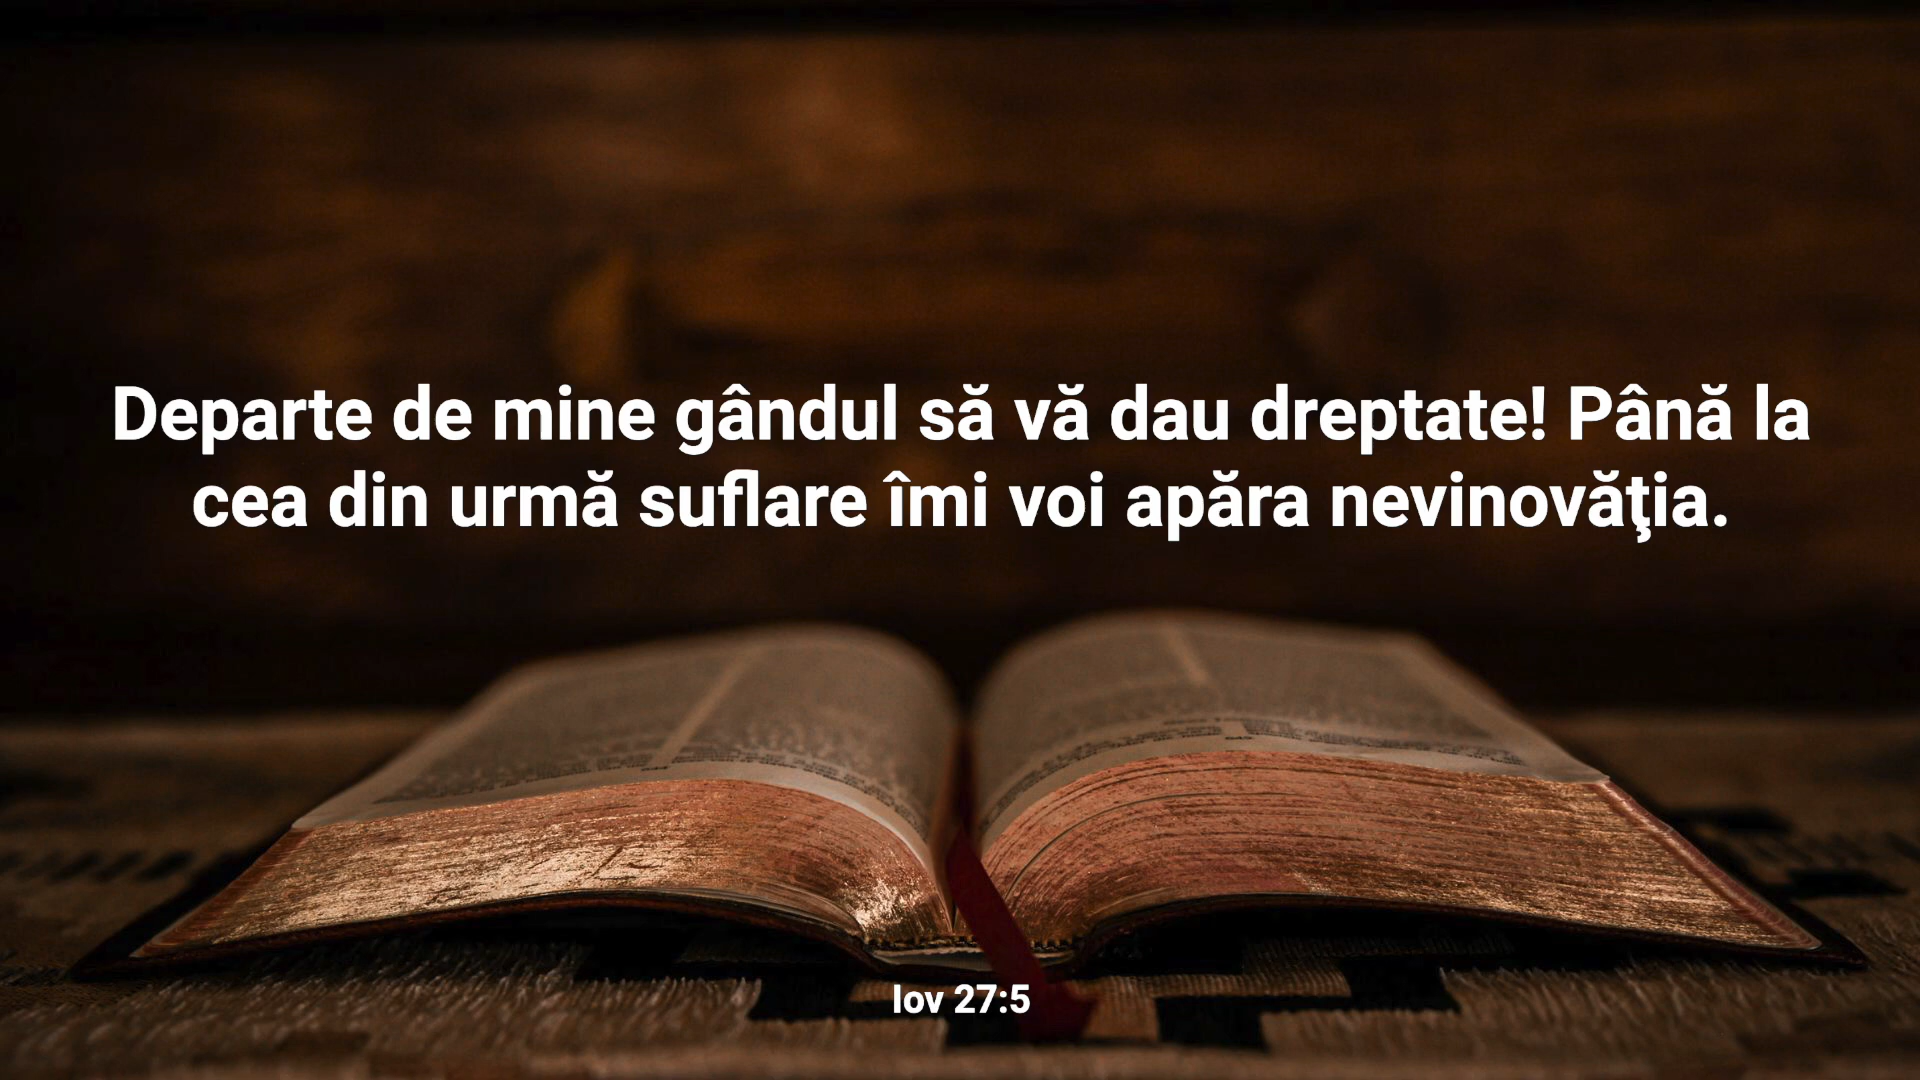 Departe de mine gândul să vă dau dreptate! Până la
cea din urmă suflare îmi voi apăra nevinovăţia.
Iov 27:5